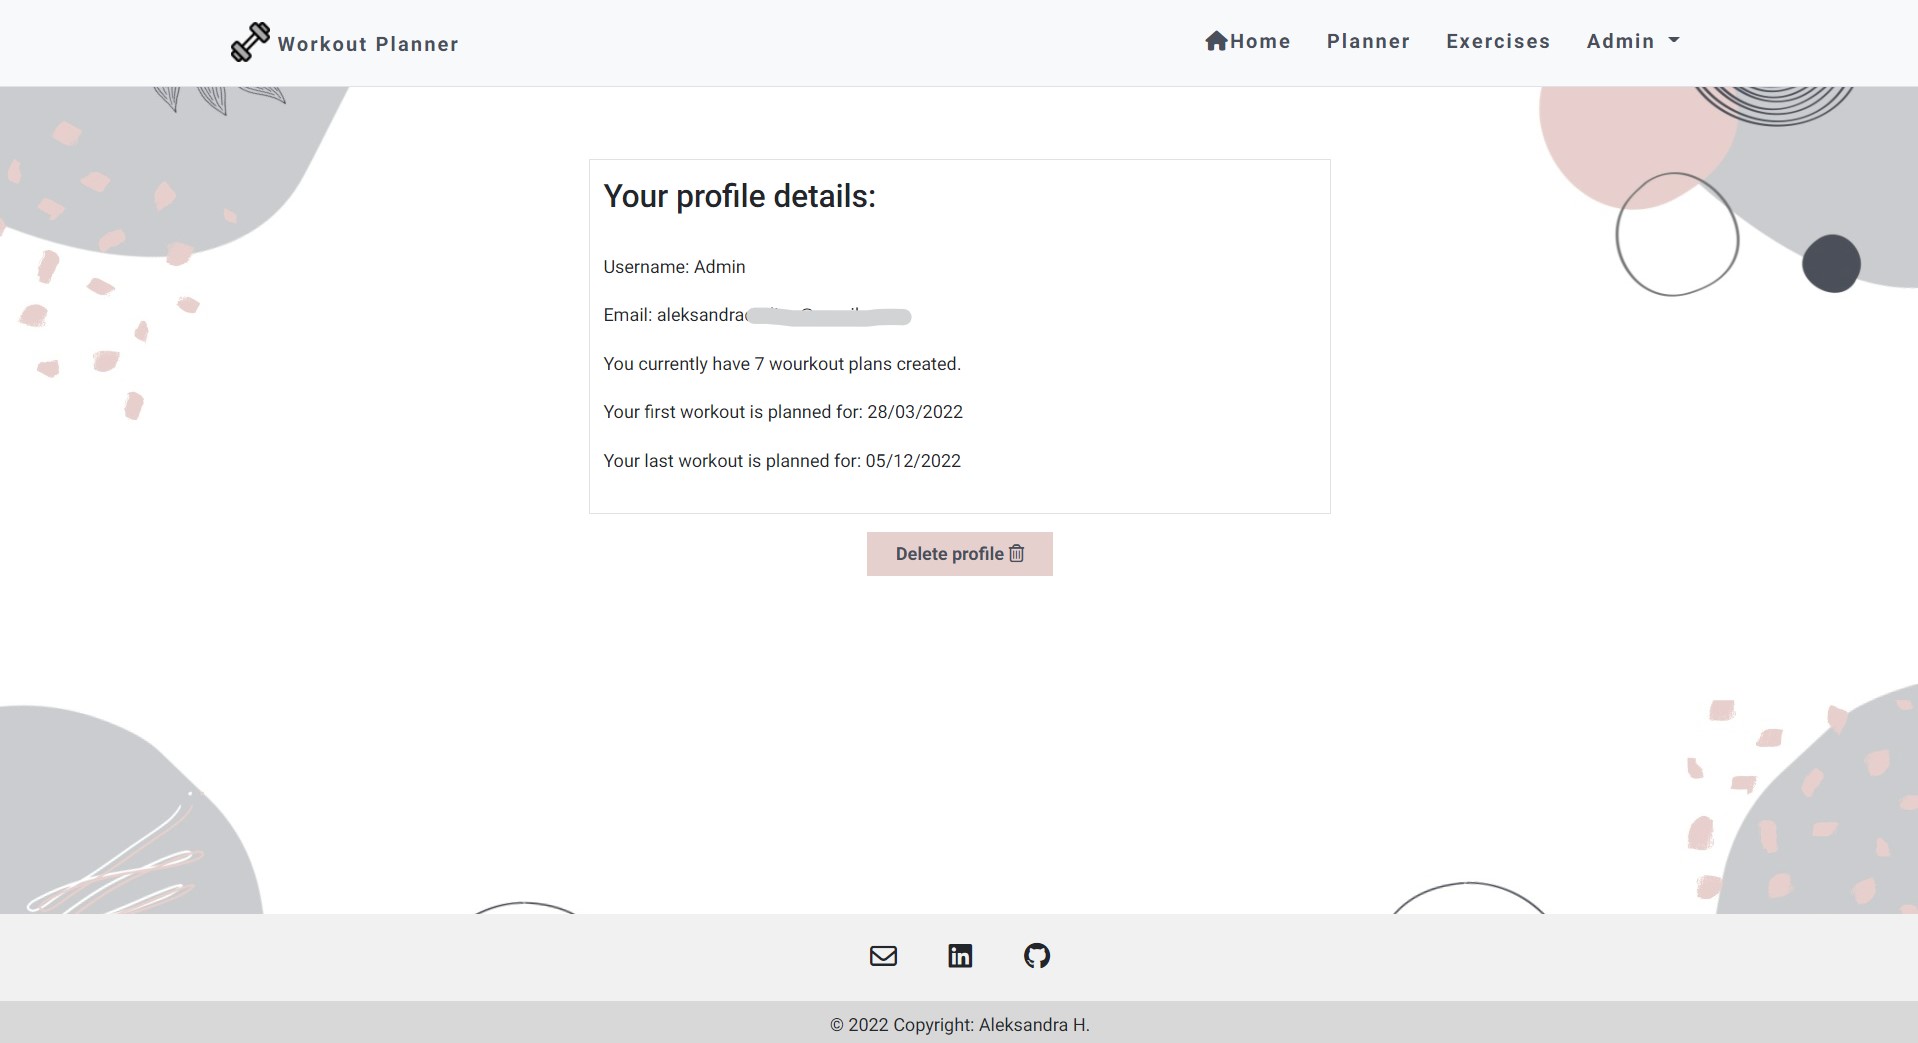 Workout Planner
Home Planner Exercises Admin
Your profile details:
Username: Admin
Email: aleksandra
You currently have 7 wourkout plans created.
Your first workout is planned for: 28/03/2022
Your last workout is planned for: 05/12/2022
Delete profile
© 2022 Copyright: Aleksandra H.